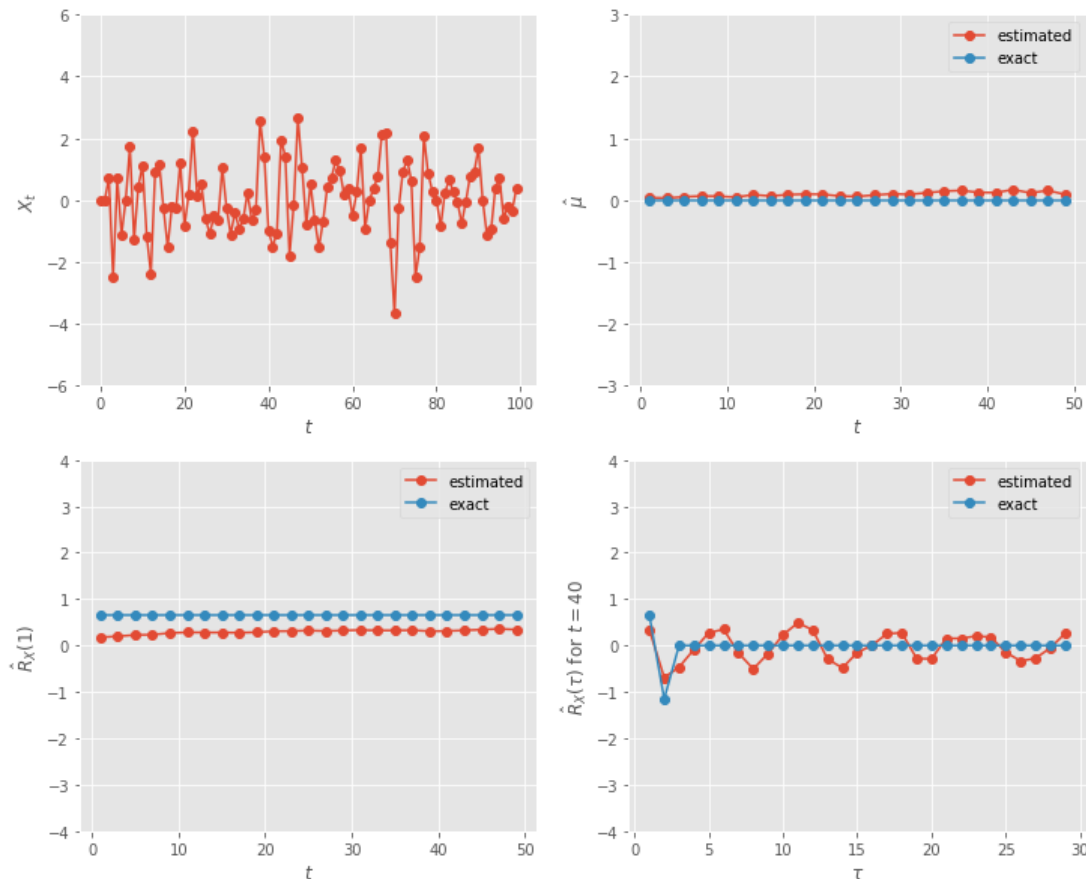 6
4
2
0
−2
−4
−6
X_t
0 20 40 60 80 100
t
3
2
1
0
−1
−2
−3
μ̂
estimated
exact
0 10 20 30 40 50
t
4
3
2
1
0
−1
−2
−3
−4
R̂_X(1)
estimated
exact
0 10 20 30 40 50
t
4
3
2
1
0
−1
−2
−3
−4
R̂_X(τ) for t = 40
estimated
exact
0 5 10 15 20 25 30
τ